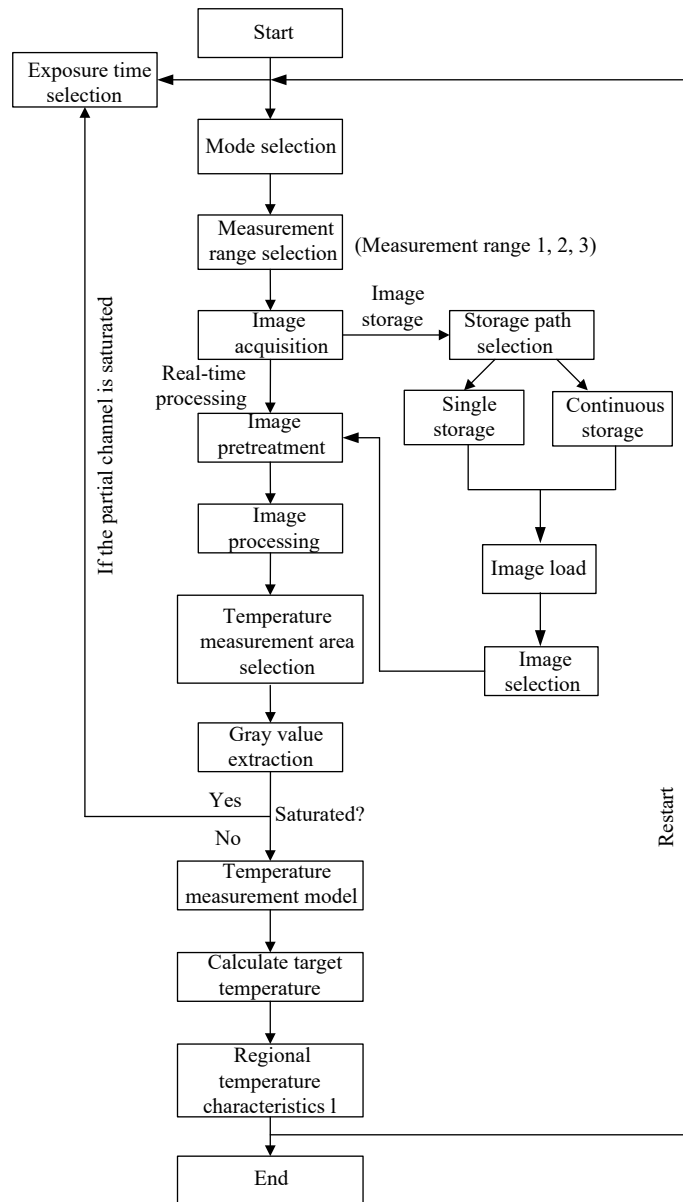 Start
Exposure time
selection
Mode selection
Measurement
range selection
(Measurement range 1, 2, 3)
Image
acquisition
Image
storage
Storage path
selection
Real-time
processing
Single
storage
Continuous
storage
Image
pretreatment
If the partial channel is saturated
Image
processing
Image load
Temperature
measurement area
selection
Image
selection
Gray value
extraction
Yes
Saturated?
No
Restart
Temperature
measurement model
Calculate target
temperature
Regional
temperature
characteristics l
End